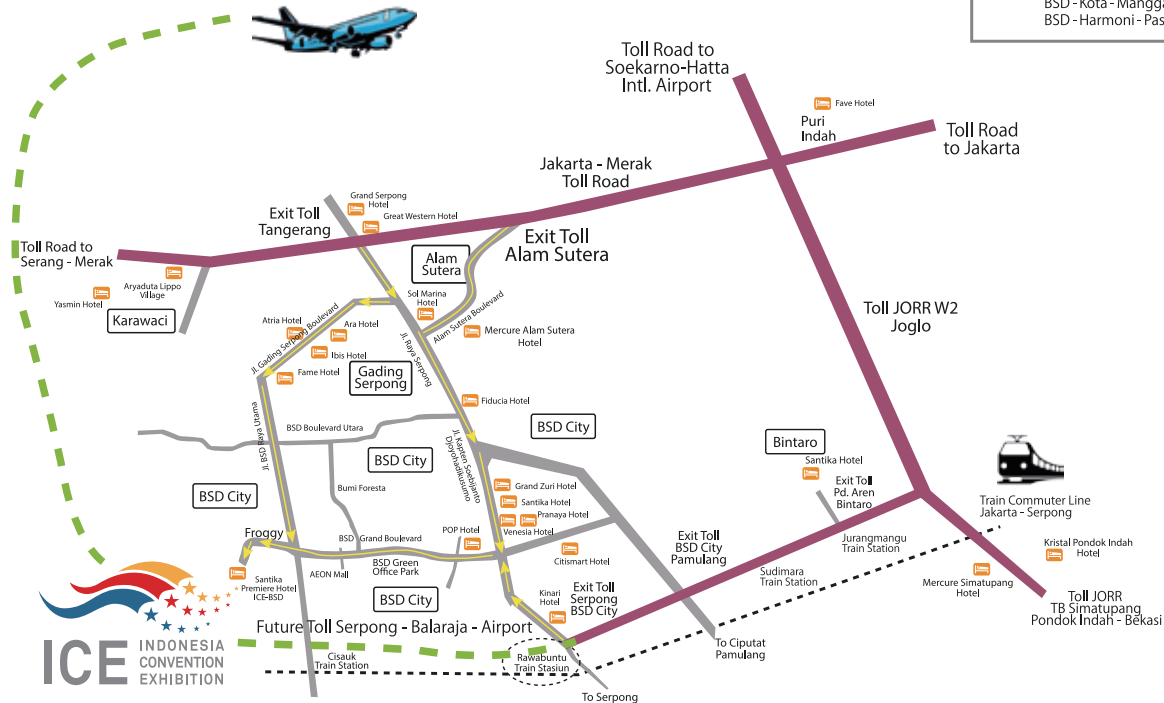 BSD - Kota - Mangga
BSD - Harmoni - Pas
Toll Road to
Soekarno-Hatta
Intl. Airport
Fave Hotel
Puri
Indah
Toll Road
to Jakarta
Jakarta - Merak
Toll Road
Grand Serpong
Hotel
Great Western Hotel
Exit Toll
Tangerang
Exit Toll
Alam Sutera
Toll Road to
Serang - Merak
Alam
Sutera
Aryaduta Lippo
Village
Yasmin Hotel
Karawaci
Sol Marina
Hotel
Alam Sutera Boulevard
Toll JORR W2
Joglo
Atria Hotel
Ara Hotel
Jl. Gading Serpong Boulevard
Jl. Raya Serpong
Mercure Alam Sutera
Hotel
Ibis Hotel
Fame Hotel
Gading
Serpong
Fiducia Hotel
Jl. BSD Raya Utama
BSD Boulevard Utara
BSD City
Jl. Kapten Soebijanto
Djoyohadikusumo
Bintaro
BSD City
Santika Hotel
BSD City
Bumi Foresta
Grand Zuri Hotel
Santika Hotel
Pranaya Hotel
Venesia Hotel
Exit Toll
Pd. Aren
Bintaro
Train Commuter Line
Jakarta - Serpong
Froggy
BSD Grand Boulevard
POP Hotel
Jurangmangu
Train Station
Exit Toll
BSD City
Pamulang
Kristal Pondok Indah
Hotel
AEON Mall
BSD Green
Office Park
Citismart Hotel
Sudimara
Train Station
Mercure Simatupang
Hotel
Santika
Premiere Hotel
ICE-BSD
BSD City
Kinari
Hotel
Exit Toll
Serpong
BSD City
Toll JORR
TB Simatupang
Pondok Indah - Bekasi
Future Toll Serpong - Balaraja - Airport
To Ciputat
Pamulang
ICE
INDONESIA
CONVENTION
EXHIBITION
Cisauk
Train Station
Rawabuntu
Train Stasiun
To Serpong